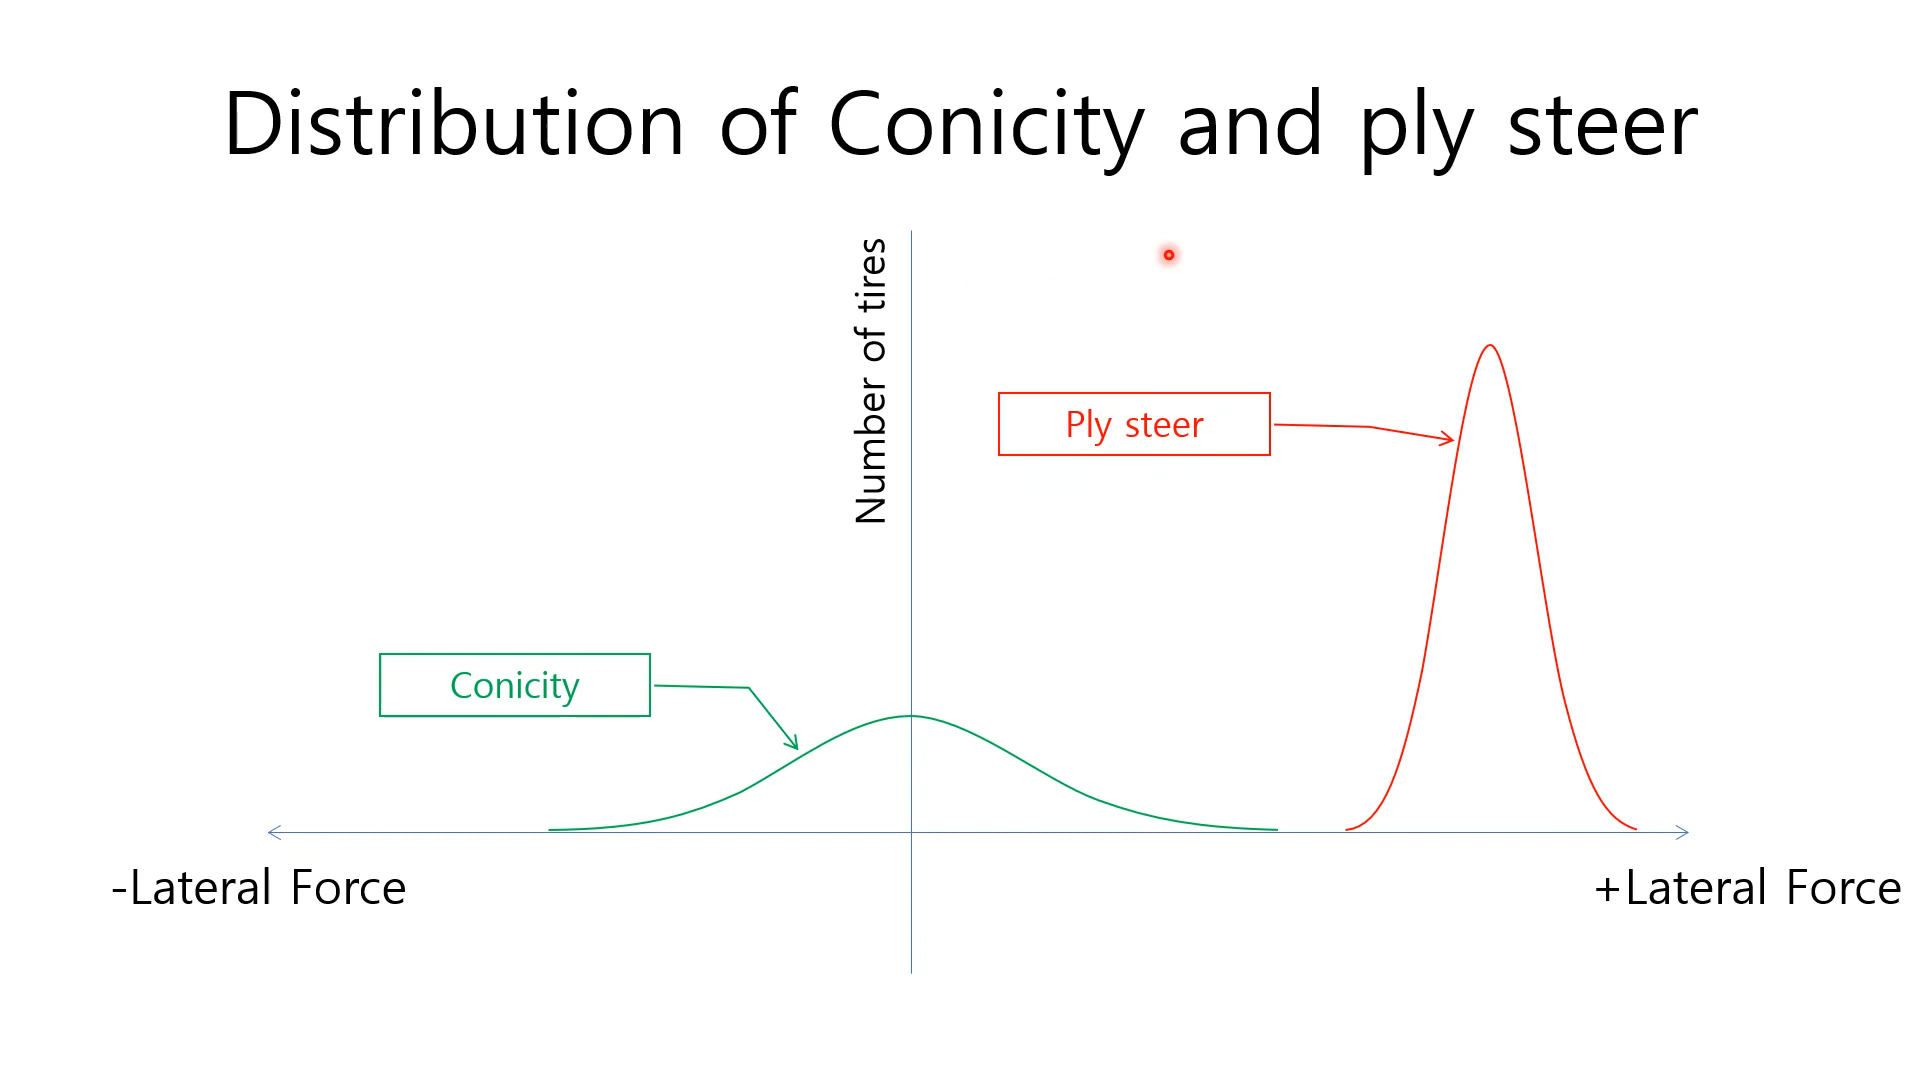 Distribution of Conicity and ply steer
Number of tires
Ply steer
Conicity
-Lateral Force
+Lateral Force